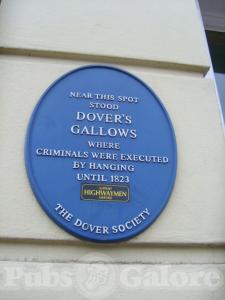 NEAR THIS SPOT
STOOD
DOVER'S
GALLOWS
WHERE
CRIMINALS WERE EXECUTED
BY HANGING
UNTIL 1823
HIGHWAYMEN
THE DOVER SOCIETY
Pubs Galore